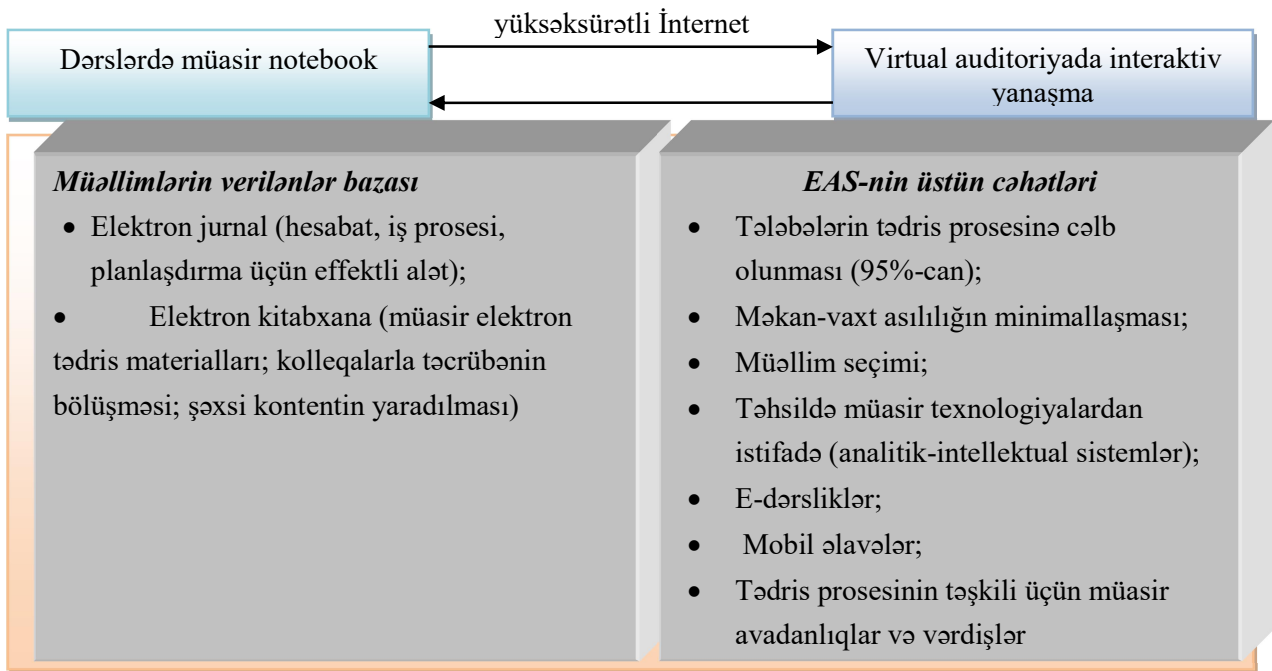 yüksəksürətli İnternet
Dərslərdə müasir notebook
Virtual auditoriyada interaktiv
yanaşma
Müəllimlərin verilənlər bazası
• Elektron jurnal (hesabat, iş prosesi,
planlaşdırma üçün effektli alət);
• Elektron kitabxana (müasir elektron
tədris materialları; kolleqalarla təcrübənin
bölüşməsi; şəxsi kontentin yaradılması)
EAS-nin üstün cəhətləri
• Tələbələrin tədris prosesinə cəlb
olunması (95%-can);
• Məkan-vaxt asılılığın minimallaşması;
• Müəllim seçimi;
• Təhsildə müasir texnologiyalardan
istifadə (analitik-intellektual sistemlər);
• E-dərsliklər;
• Mobil əlavələr;
• Tədris prosesinin təşkili üçün müasir
avadanlıqlar və vərdişlər